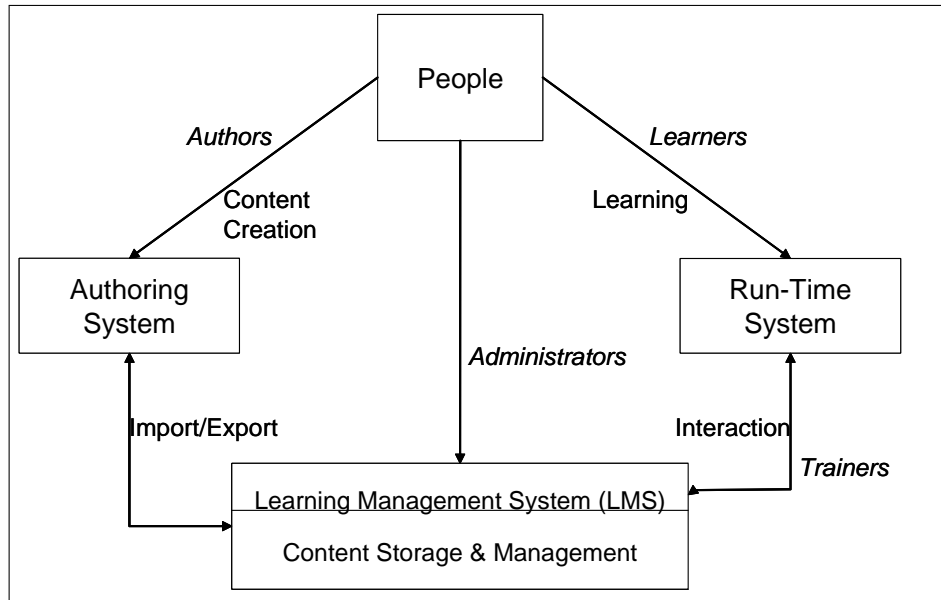 People
Authors
Learners
Content
Creation
Learning
Authoring
System
Run-Time
System
Administrators
Import/Export
Interaction
Trainers
Learning Management System (LMS)
Content Storage & Management